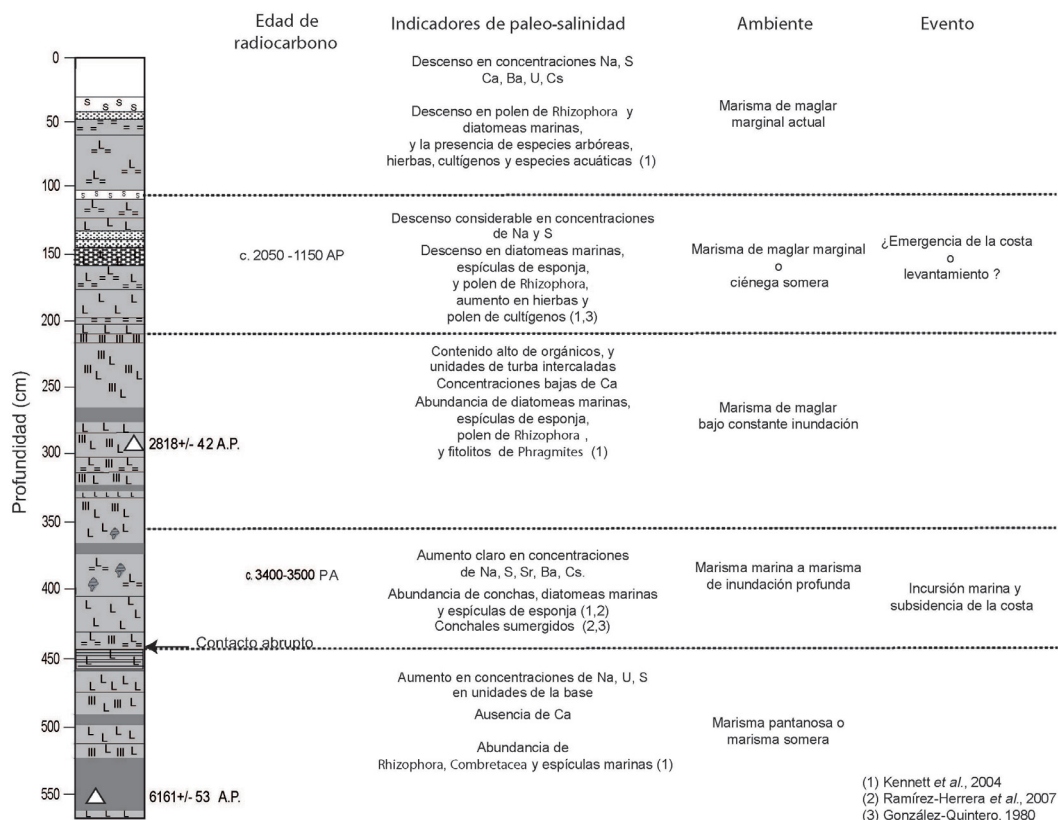 Edad de
radiocarbono
Indicadores de paleo-salinidad
Ambiente
Evento
Profundidad (cm)
0
50
100
150
200
250
300
350
400
450
500
550
Descenso en concentraciones Na, S
Ca, Ba, U, Cs
Descenso en polen de Rhizophora y
diatomeas marinas,
y la presencia de especies arbóreas,
hierbas, cultígenos y especies acuáticas (1)
Marisma de maglar
marginal actual
c. 2050 -1150 AP
Descenso considerable en concentraciones
de Na y S
Descenso en diatomeas marinas,
espículas de esponja,
y polen de Rhizophora,
aumento en hierbas y
polen de cultígenos (1,3)
Marisma de maglar marginal
o
ciénega somera
¿Emergencia de la costa
o
levantamiento ?
2818+/- 42 A.P.
Contenido alto de orgánicos, y
unidades de turba intercaladas
Concentraciones bajas de Ca
Abundancia de diatomeas marinas,
espículas de esponja,
polen de Rhizophora ,
y fitolitos de Phragmites (1)
Marisma de maglar
bajo constante inundación
c. 3400-3500 PA
Aumento claro en concentraciones
de Na, S, Sr, Ba, Cs.
Abundancia de conchas, diatomeas marinas
y espículas de esponja (1,2)
Conchales sumergidos (2,3)
Marisma marina a marisma
de inundación profunda
Incursión marina y
subsidencia de la costa
Contacto abrupto
6161+/- 53 A.P.
Aumento en concentraciones de Na, U, S
en unidades de la base
Ausencia de Ca
Abundancia de
Rhizophora, Combretacea y espículas marinas (1)
Marisma pantanosa o
marisma somera
(1) Kennett et al., 2004
(2) Ramírez-Herrera et al., 2007
(3) González-Quintero, 1980